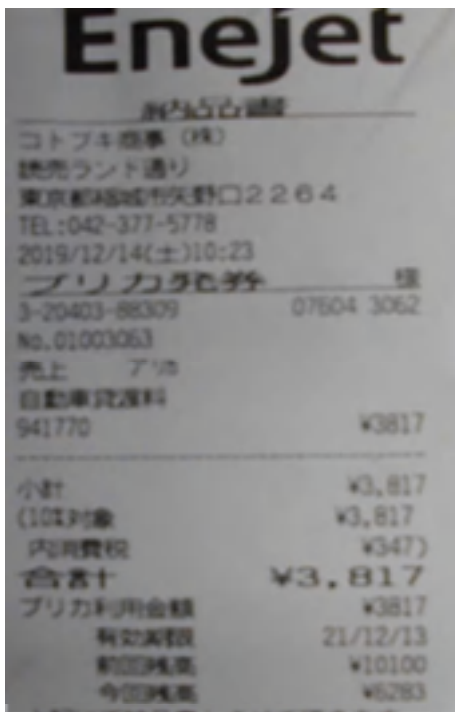 Enejet
納品書
コトブキ商事（株）
読売ランド通り
東京都稲城市矢野口２２６４
TEL:042-377-5778
2019/12/14(土)10:23
プリカ発券 様
3-20403-88309 07604 3062
No.01003063
売上 プリカ
自動車貸渡料
941770 ¥3817
小計 ¥3,817
(10%対象 ¥3,817
内消費税 ¥347)
合計 ¥3,817
プリカ利用金額 ¥3817
有効期限 21/12/13
前回残高 ¥10100
今回残高 ¥6283